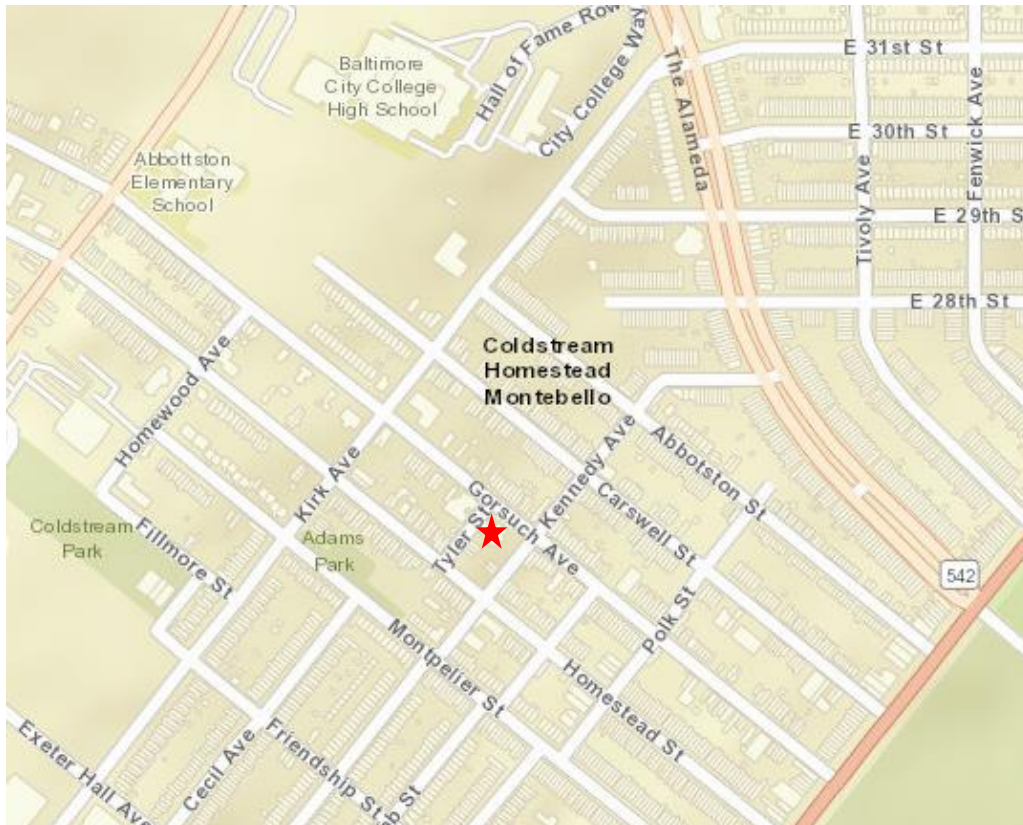 Hall of Fame Row
City College Way
The Alameda
E 31st St
Baltimore
City College
High School
E 30th St
Fenwick Ave
Tivoly Ave
Abbottston
Elementary
School
E 29th S
E 28th St
Coldstream
Homestead
Montebello
Homewood Ave
Kirk Ave
Kennedy Ave
Abbotston St
Gorsuch Ave
Carswell St
Tyler St
Coldstream
Park
Fillmore St
Adams
Park
542
Polk St
Montpelier St
Homestead St
Exeter Hall Ave
Cecil Ave
Friendship St
St